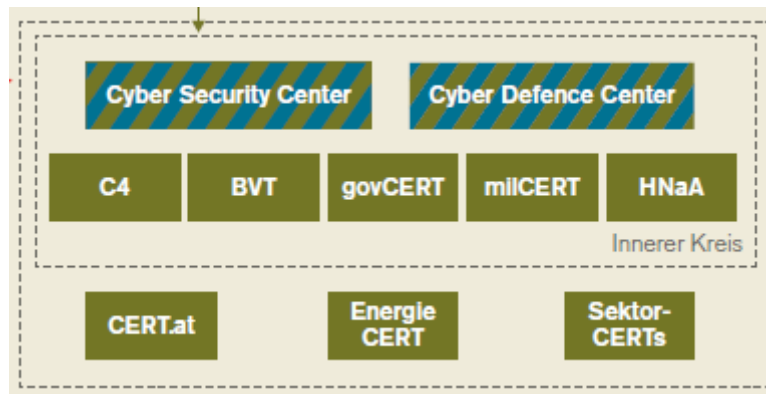 Cyber Security Center
Cyber Defence Center
C4
BVT
govCERT
milCERT
HNaA
Innerer Kreis
CERT.at
Energie
CERT
Sektor-
CERTs